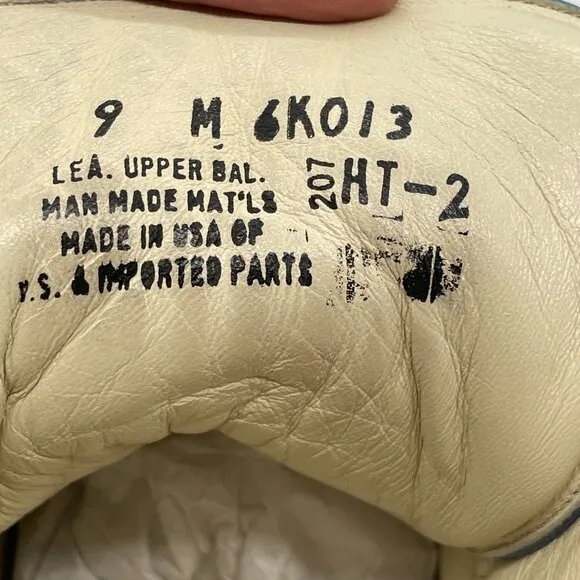 9 M 6K013
LEA. UPPER BAL.
MAN MADE MAT'LS
MADE IN USA OF
Y.S. & IMPORTED PARTS
207 HT-2